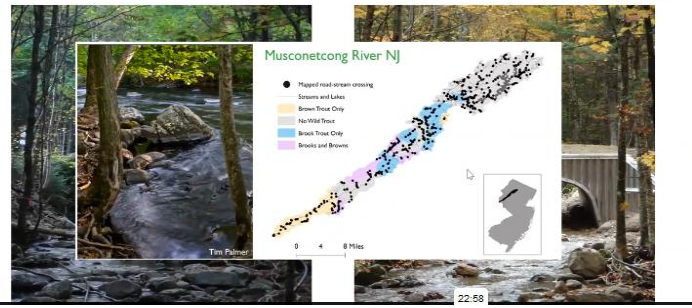 Musconetcong River NJ
Mapped road-stream crossing
Streams and Lakes
Brown Trout Only
No Wild Trout
Brook Trout Only
Brooks and Browns
Tim Palmer
0 4 8 Miles
22:58